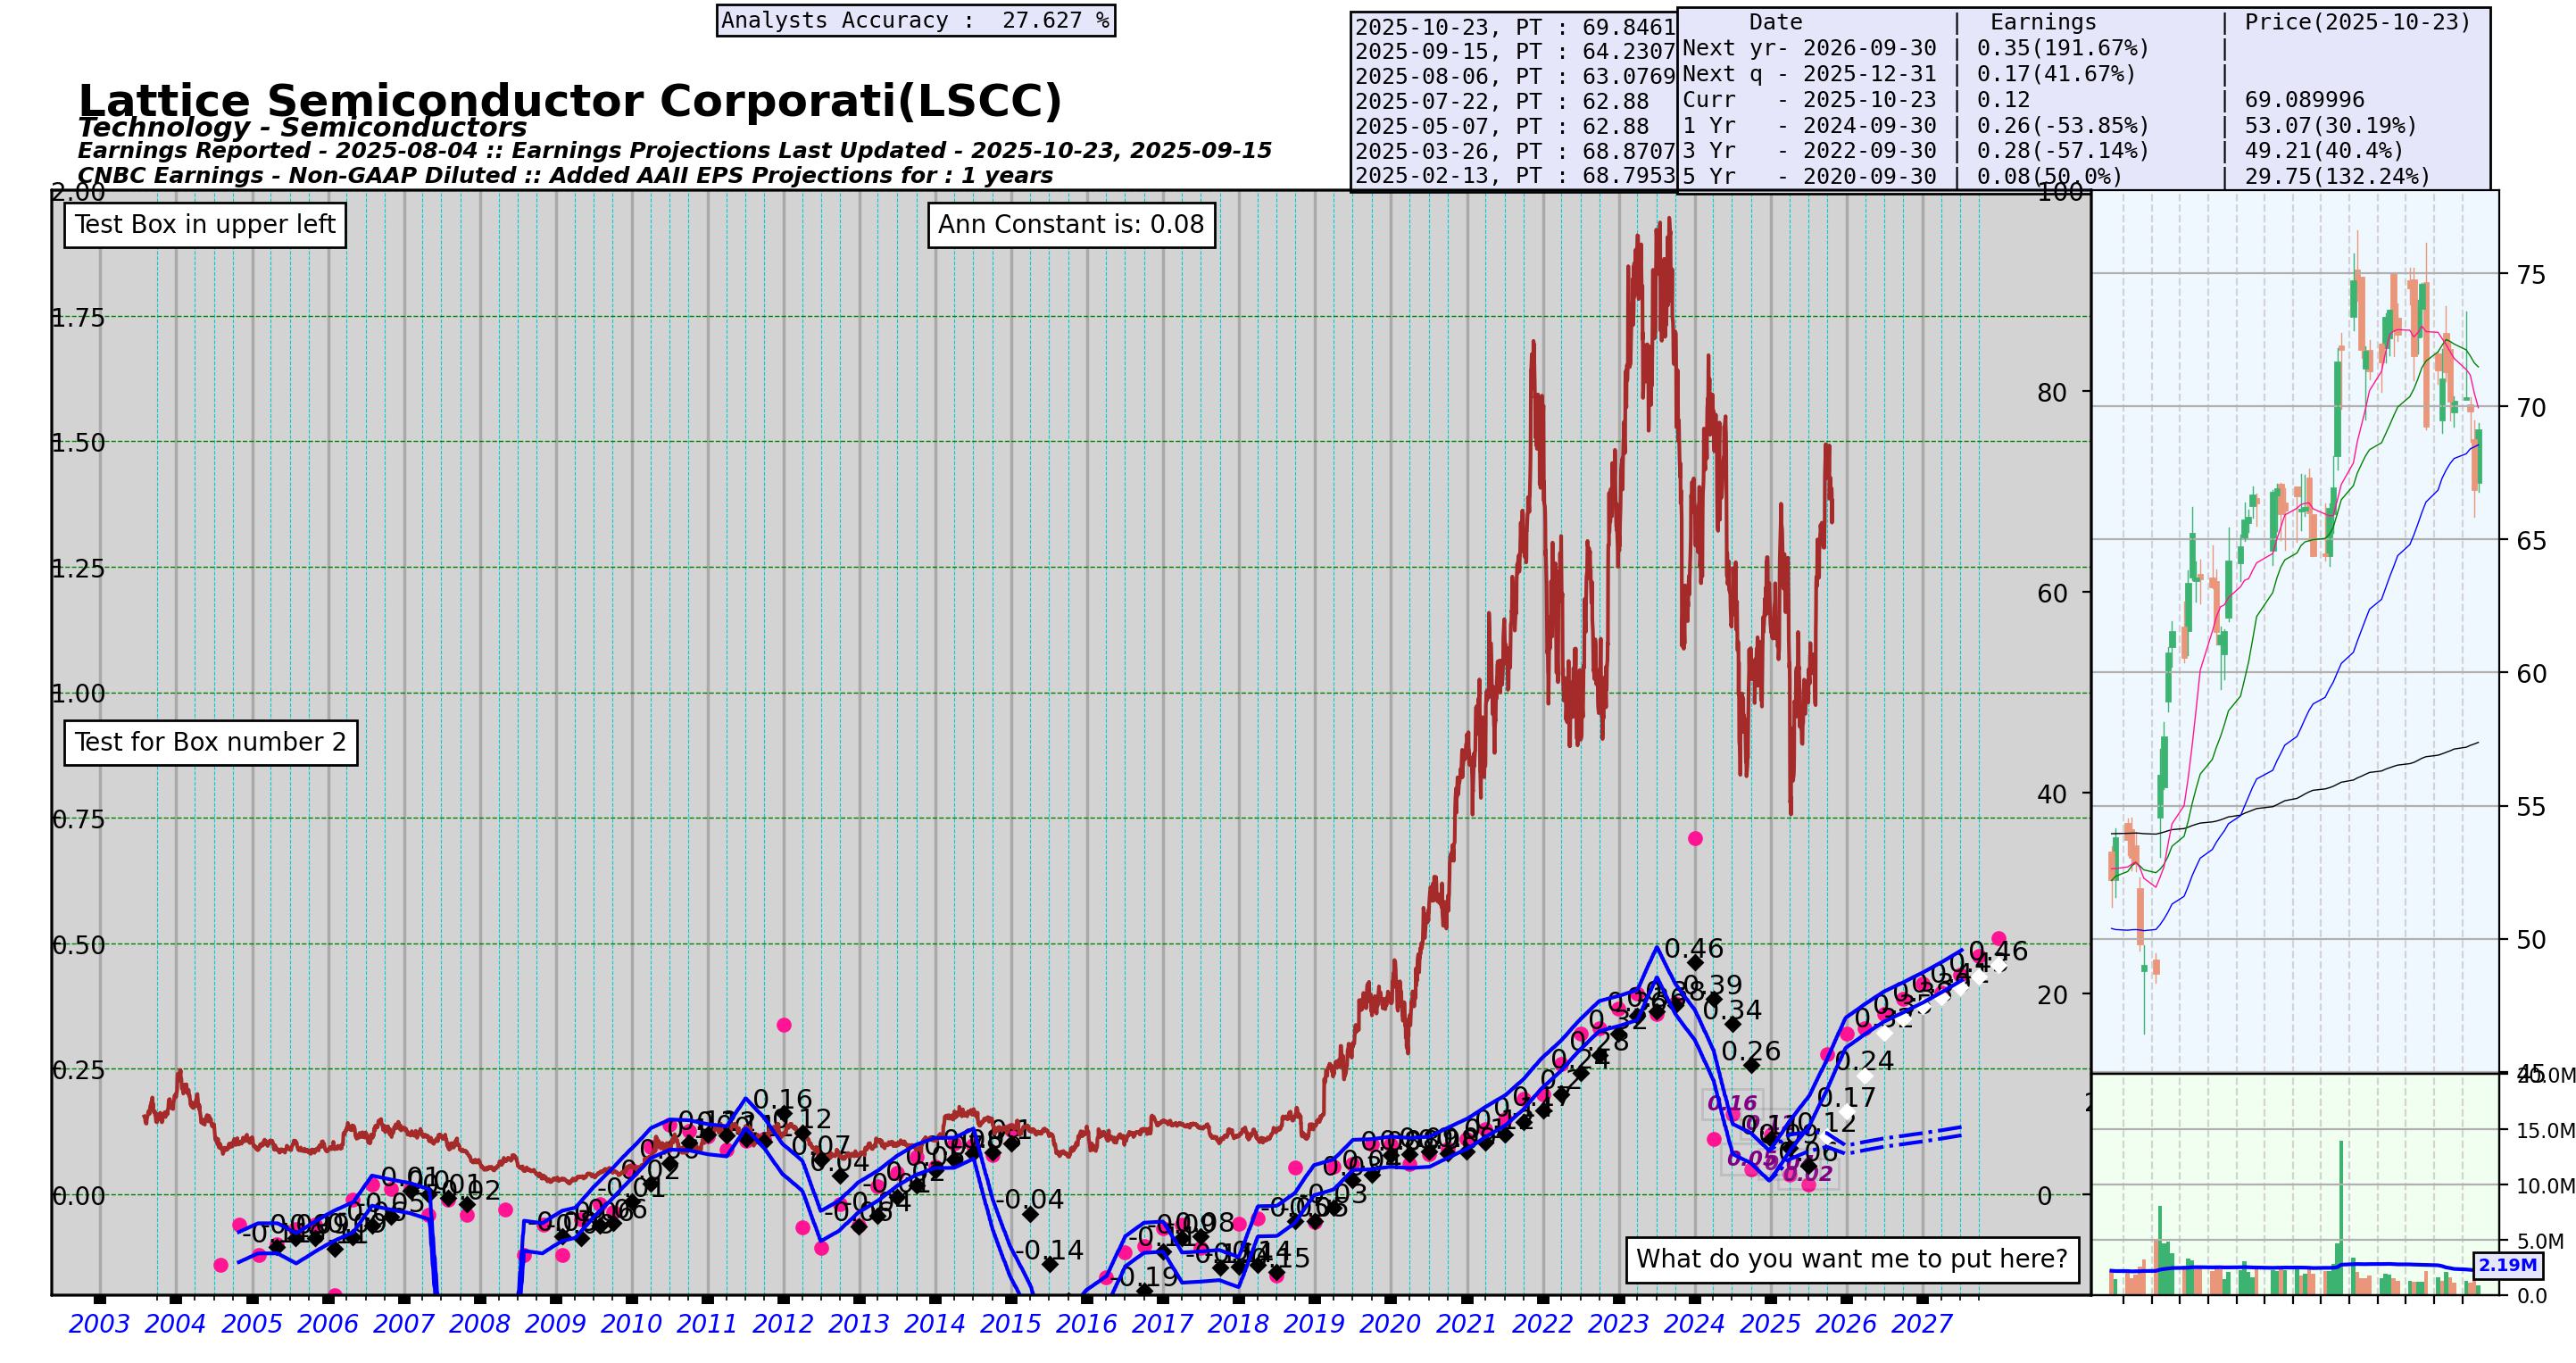 Analysts Accuracy :  27.627 %
Lattice Semiconductor Corporati(LSCC)
Technology - Semiconductors
Earnings Reported - 2025-08-04 :: Earnings Projections Last Updated - 2025-10-23, 2025-09-15
CNBC Earnings - Non-GAAP Diluted :: Added AAII EPS Projections for : 1 years
2025-10-23, PT : 69.8461
2025-09-15, PT : 64.2307
2025-08-06, PT : 63.0769
2025-07-22, PT : 62.88
2025-05-07, PT : 62.88
2025-03-26, PT : 68.8707
2025-02-13, PT : 68.7953
Date | Earnings | Price(2025-10-23)
Next yr- 2026-09-30 | 0.35(191.67%) |
Next q - 2025-12-31 | 0.17(41.67%) |
Curr - 2025-10-23 | 0.12 | 69.089996
1 Yr - 2024-09-30 | 0.26(-53.85%) | 53.07(30.19%)
3 Yr - 2022-09-30 | 0.28(-57.14%) | 49.21(40.4%)
5 Yr - 2020-09-30 | 0.08(50.0%) | 29.75(132.24%)
Test Box in upper left
Ann Constant is: 0.08
Test for Box number 2
What do you want me to put here?
2.00
1.75
1.50
1.25
1.00
0.75
0.50
0.25
0.00
100
80
60
40
20
0
75
70
65
60
55
50
45
15.0M
10.0M
5.0M
2.19M
0.0
0.16
0.12
0.07
0.04
-0.04
-0.14
-0.19
0.46
0.39
0.34
0.26
0.16
0.02
0.06
0.12
0.17
0.24
0.46
2003 2004 2005 2006 2007 2008 2009 2010 2011 2012 2013 2014 2015 2016 2017 2018 2019 2020 2021 2022 2023 2024 2025 2026 2027